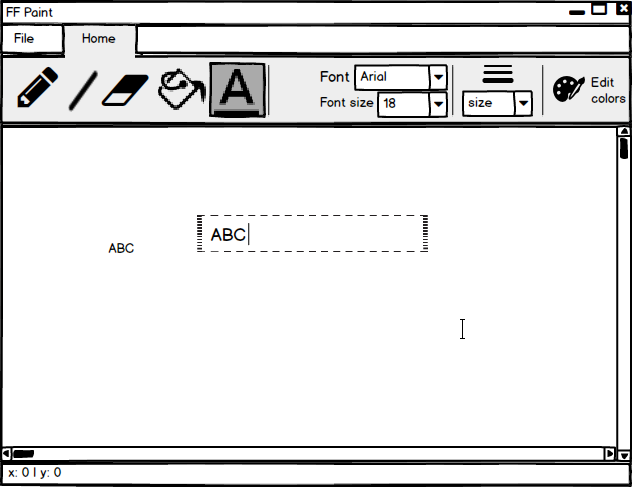 FF Paint
File Home
A Font Arial
Font size 18 size Edit colors
ABC
ABC
x: 0 | y: 0